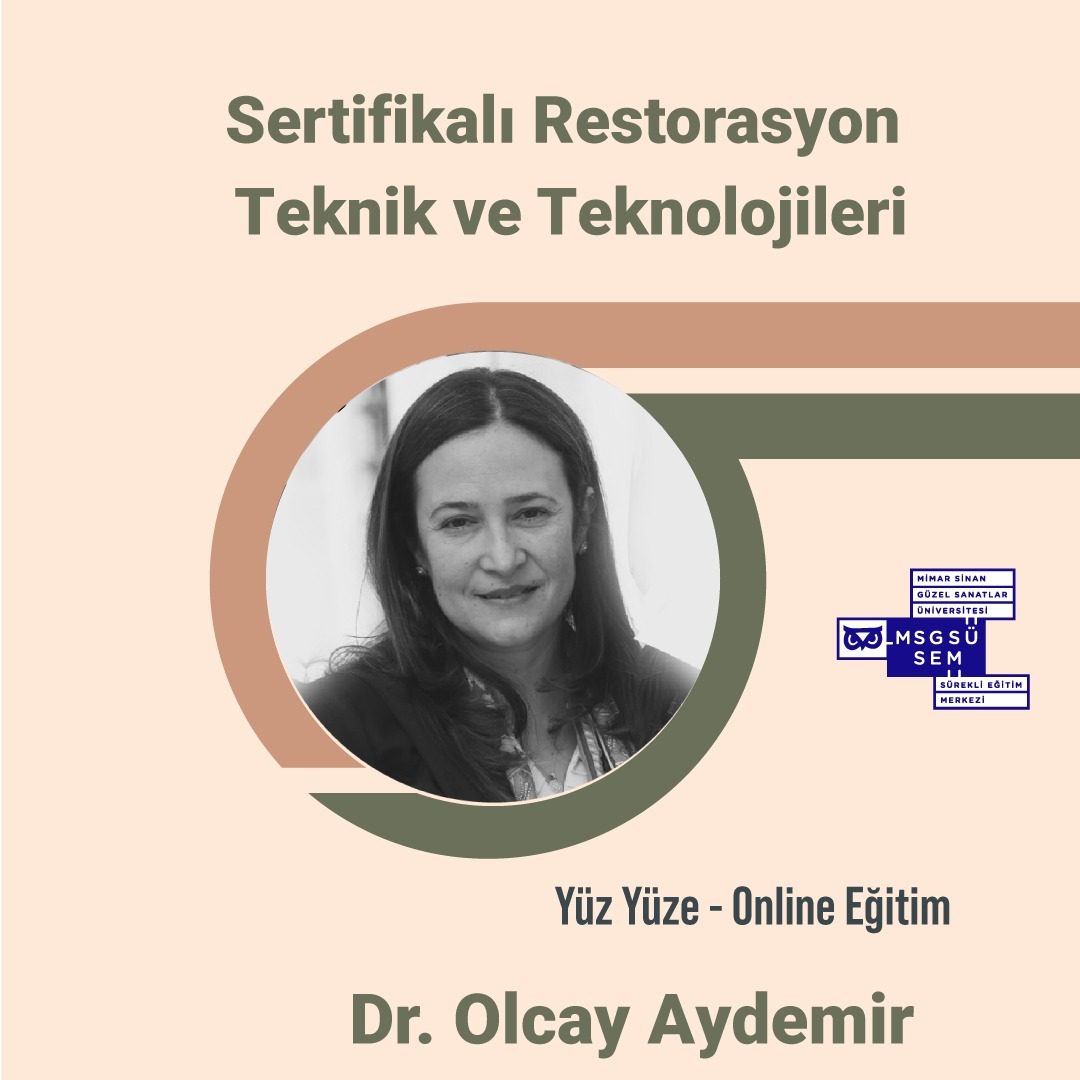 Sertifikalı Restorasyon
Teknik ve Teknolojileri
MİMAR SİNAN
GÜZEL SANATLAR
ÜNİVERSİTESİ
MSGSÜ
SEM
SÜREKLİ EĞİTİM
MERKEZİ
Yüz Yüze - Online Eğitim
Dr. Olcay Aydemir